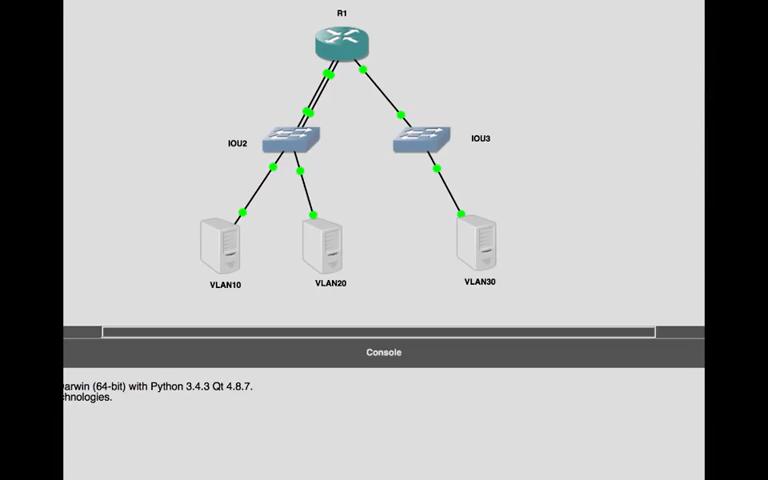 R1
IOU2
IOU3
VLAN10
VLAN20
VLAN30
Console
arwin (64-bit) with Python 3.4.3 Qt 4.8.7.
chnologies.